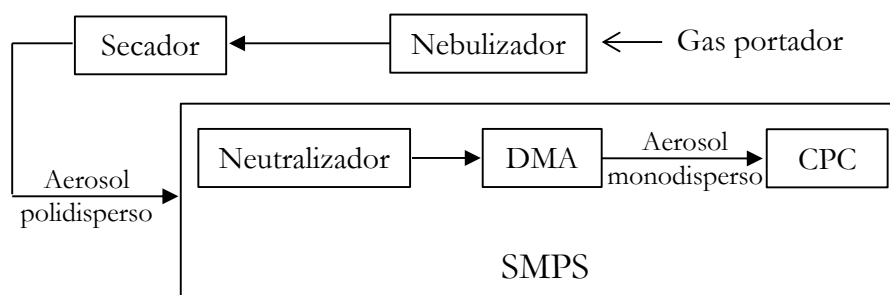 Secador
Nebulizador
Gas portador
Aerosol
polidisperso
Neutralizador
DMA
Aerosol
monodisperso
CPC
SMPS